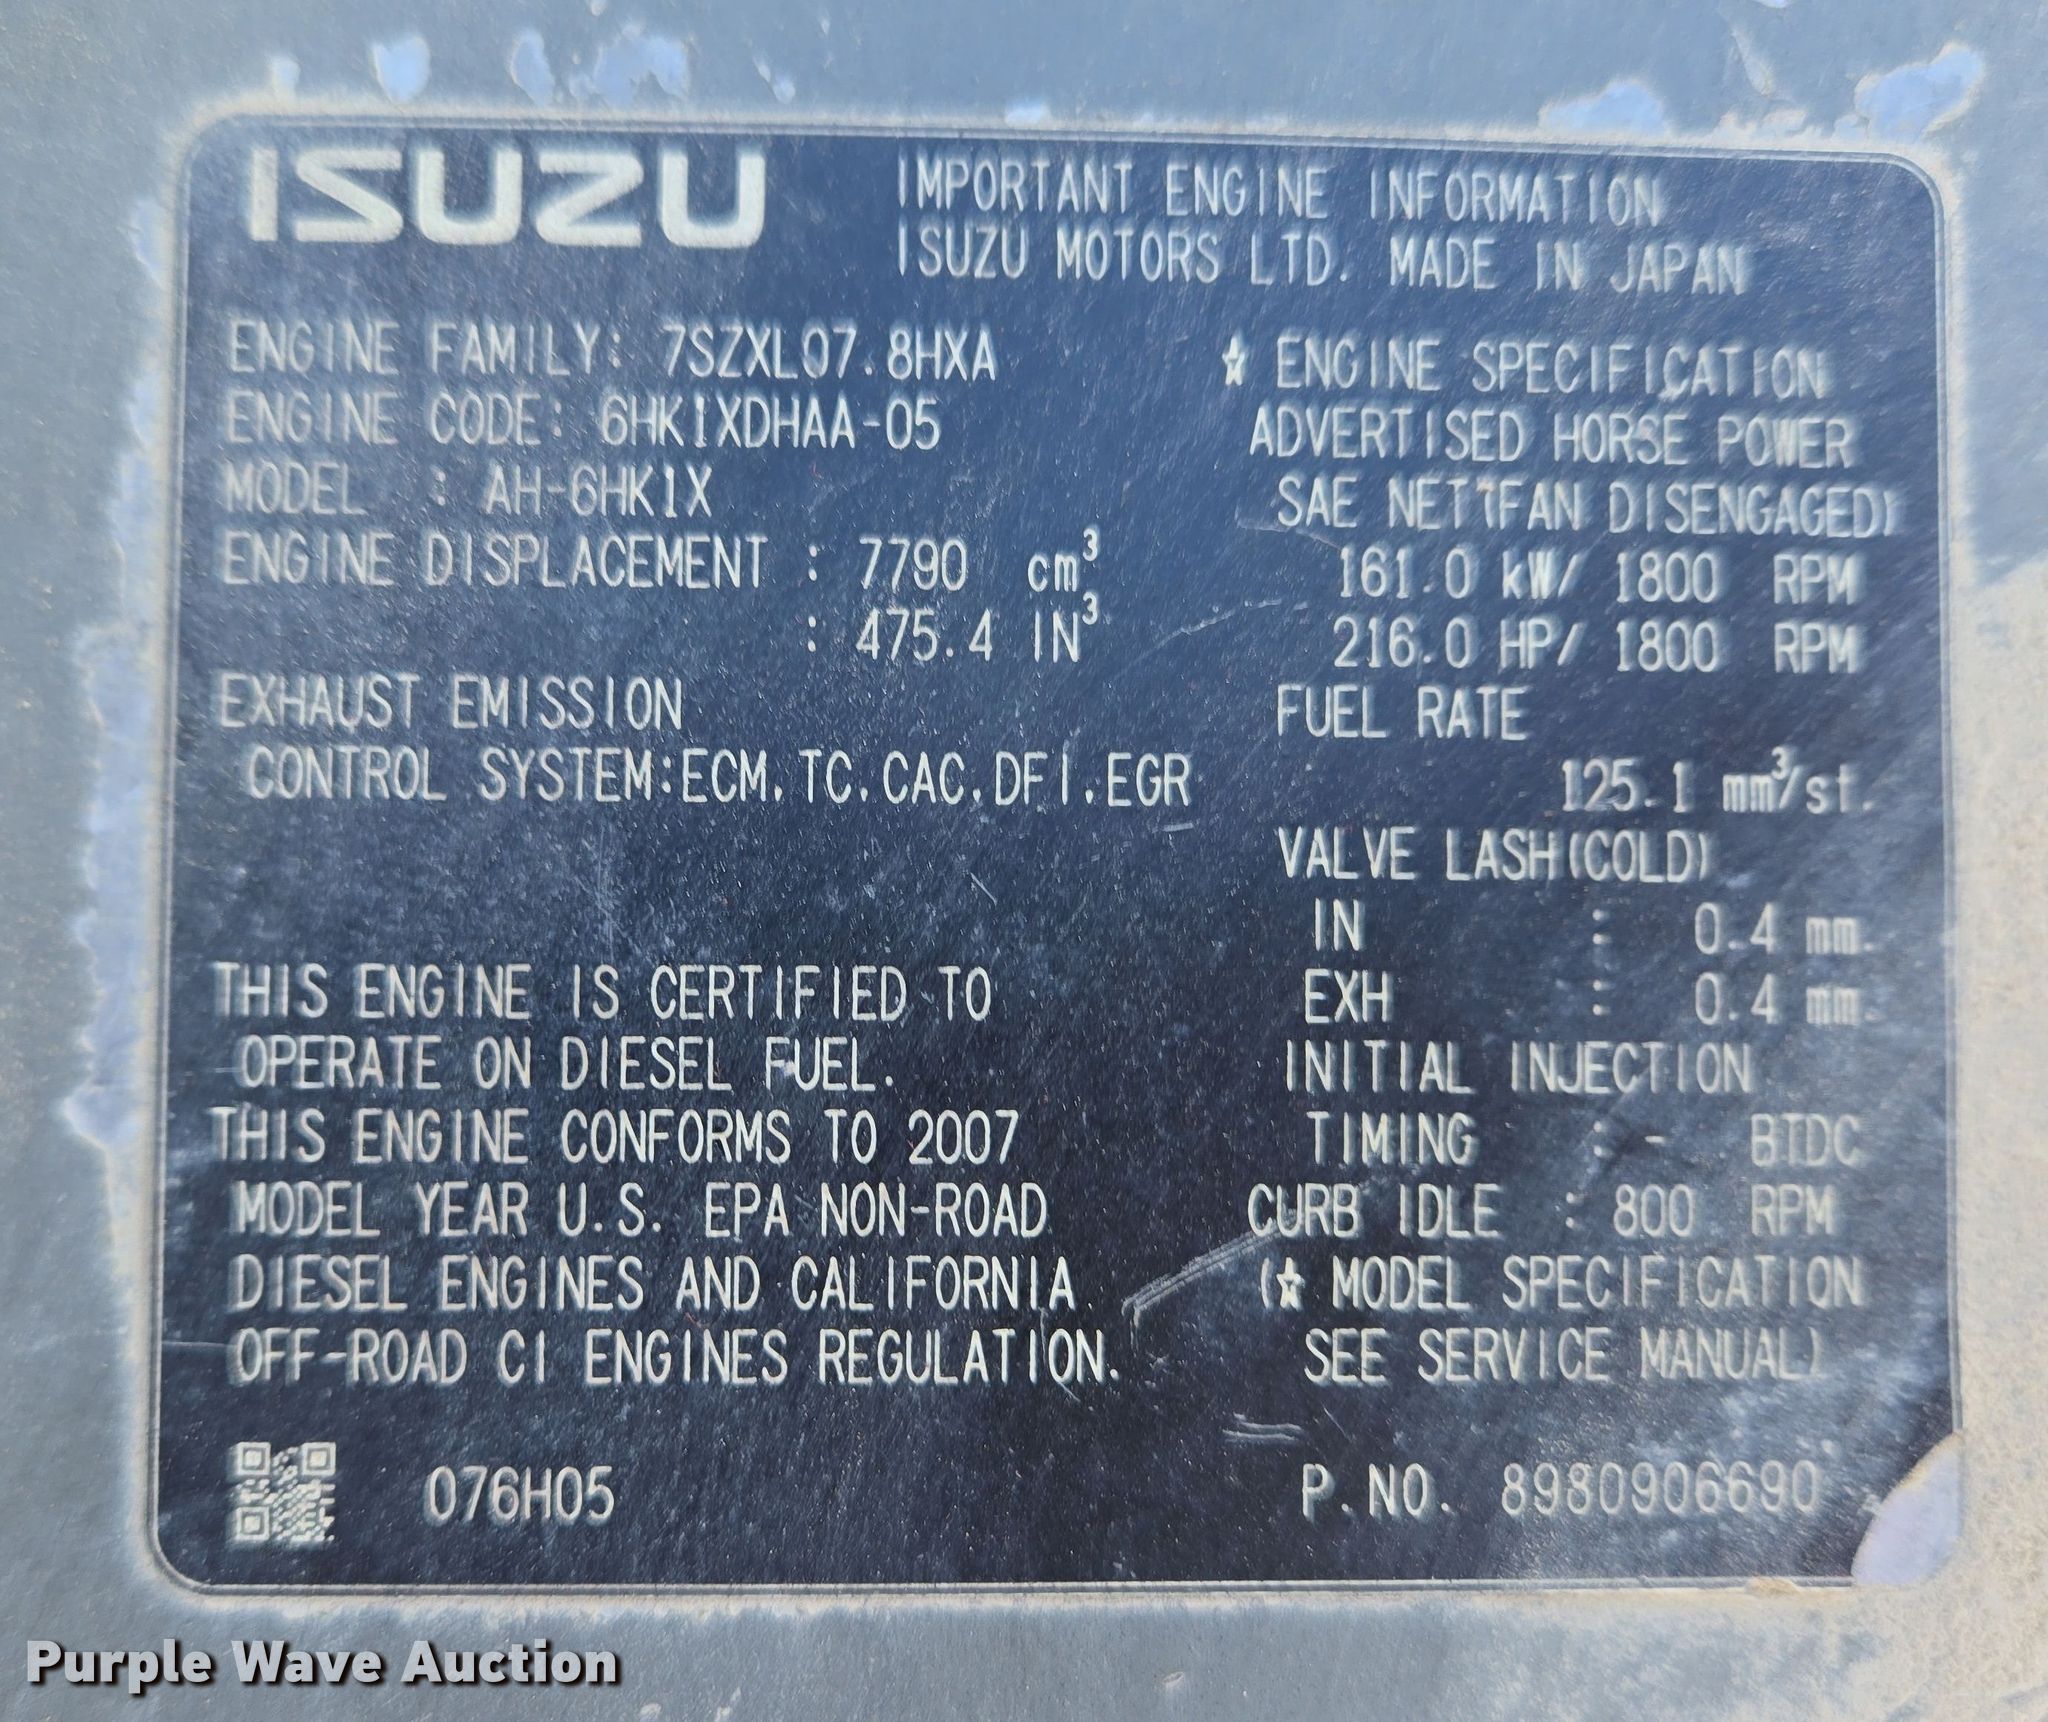 ISUZU
IMPORTANT ENGINE INFORMATION
ISUZU MOTORS LTD. MADE IN JAPAN
ENGINE FAMILY: 7SZXL07.8HXA
ENGINE CODE: 6HK1XDHAA-05
MODEL : AH-6HK1X
ENGINE DISPLACEMENT : 7790 cm³
: 475.4 IN³
EXHAUST EMISSION
CONTROL SYSTEM:ECM.TC.CAC.DFI.EGR
THIS ENGINE IS CERTIFIED TO
OPERATE ON DIESEL FUEL.
THIS ENGINE CONFORMS TO 2007
MODEL YEAR U.S. EPA NON-ROAD
DIESEL ENGINES AND CALIFORNIA
OFF-ROAD CI ENGINES REGULATION.
076H05
☆ ENGINE SPECIFICATION
ADVERTISED HORSE POWER
SAE NET(FAN DISENGAGED)
161.0 kW/ 1800 RPM
216.0 HP/ 1800 RPM
FUEL RATE
125.1 mm³/st.
VALVE LASH(COLD)
IN : 0.4 mm.
EXH : 0.4 mm.
INITIAL INJECTION
TIMING : - BTDC
CURB IDLE : 800 RPM
(☆ MODEL SPECIFICATION
SEE SERVICE MANUAL)
P.NO. 8980906690
Purple Wave Auction